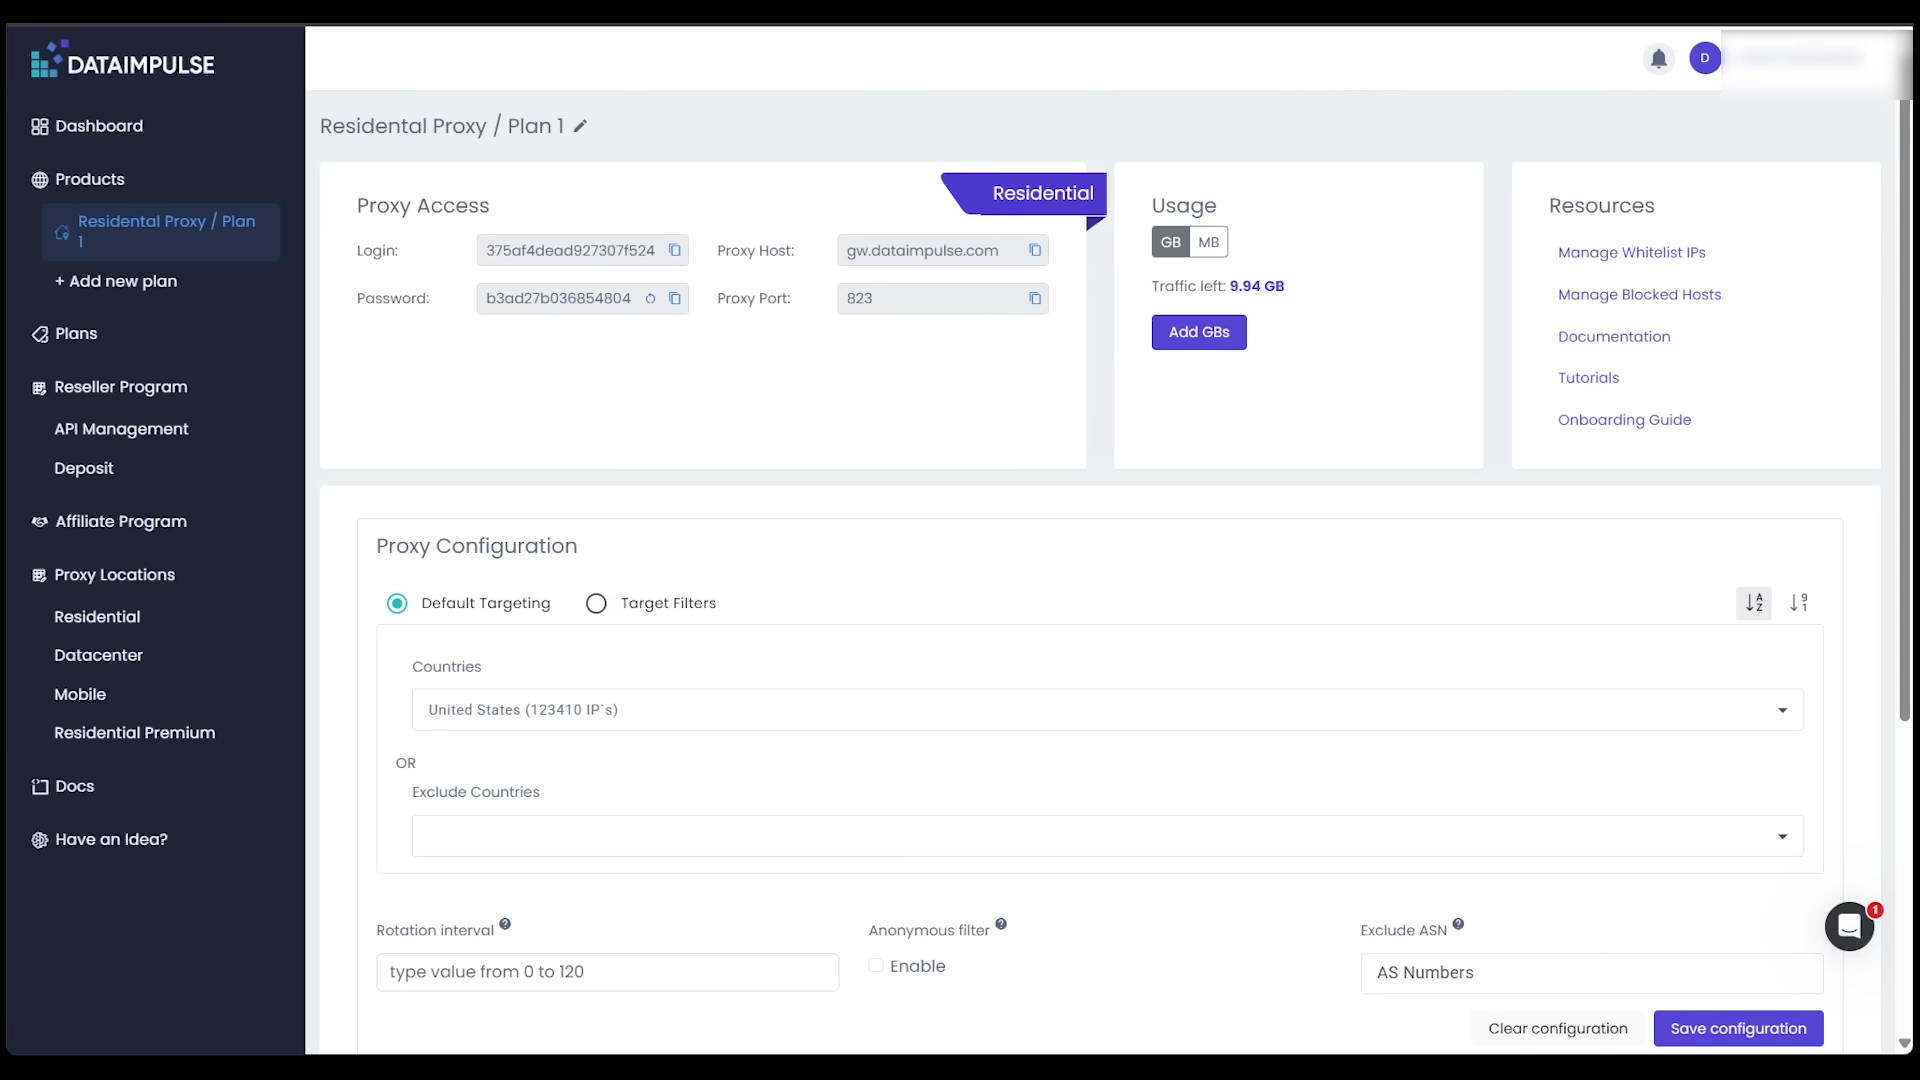 DATAIMPULSE
D
Dashboard
Products
Residental Proxy / Plan
1
+ Add new plan
Plans
Reseller Program
API Management
Deposit
Affiliate Program
Proxy Locations
Residential
Datacenter
Mobile
Residential Premium
Docs
Have an Idea?
Residental Proxy / Plan 1
Proxy Access
Residential
Login: 375af4dead927307f524 Proxy Host: gw.dataimpulse.com
Password: b3ad27b036854804 Proxy Port: 823
Usage
GB MB
Traffic left: 9.94 GB
Add GBs
Resources
Manage Whitelist IPs
Manage Blocked Hosts
Documentation
Tutorials
Onboarding Guide
Proxy Configuration
Default Targeting Target Filters
A Z
9 1
Countries
United States (123410 IP`s)
OR
Exclude Countries
Rotation interval ?
type value from 0 to 120
Anonymous filter ?
Enable
Exclude ASN ?
AS Numbers
1
Clear configuration Save configuration